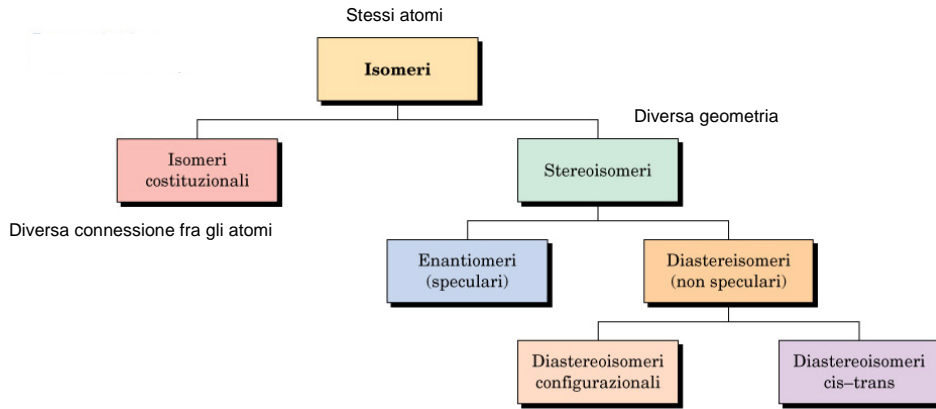 Stessi atomi
Isomeri
Diversa geometria
Isomeri
costituzionali
Stereoisomeri
Diversa connessione fra gli atomi
Enantiomeri
(speculari)
Diastereisomeri
(non speculari)
Diastereoisomeri
configurazionali
Diastereoisomeri
cis–trans